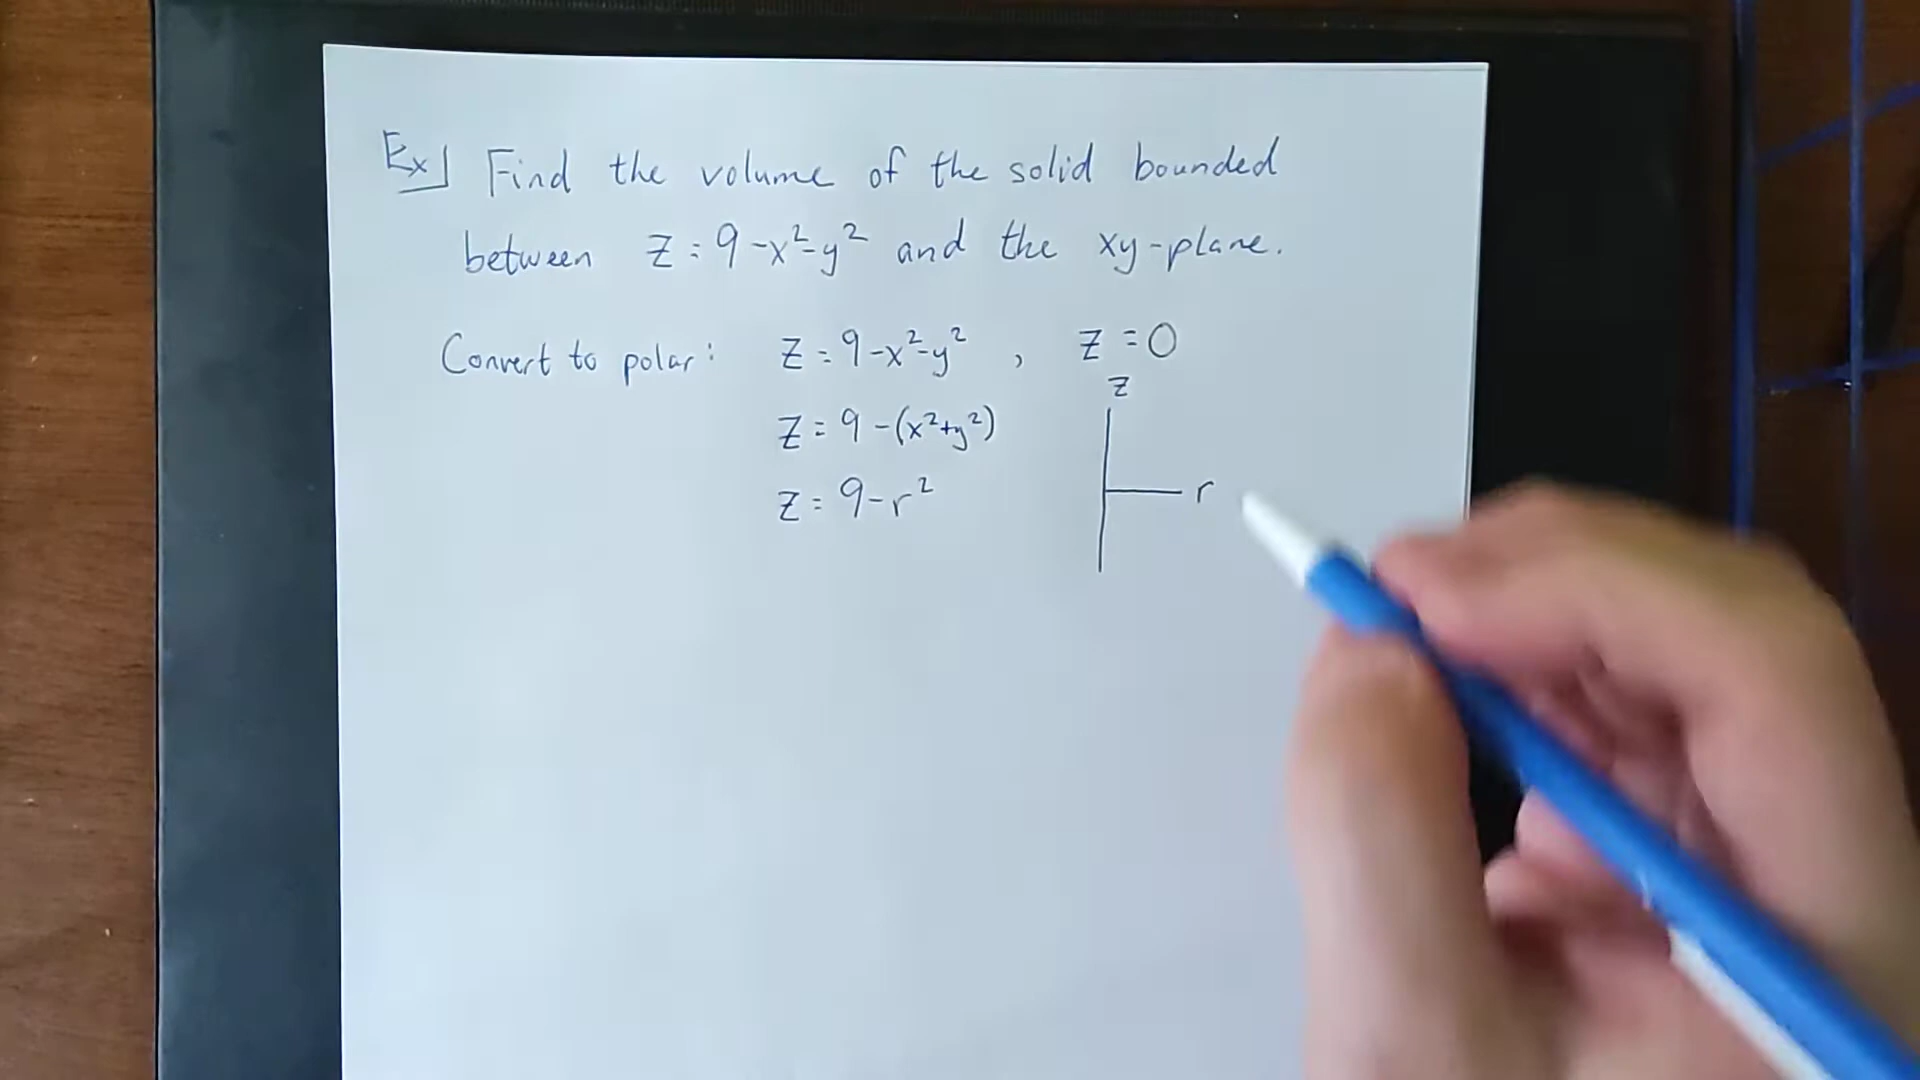 Ex] Find the volume of the solid bounded
between z = 9 - x² - y² and the xy-plane.
Convert to polar: z = 9 - x² - y² , z = 0
z
z = 9 - (x² + y²)
z = 9 - r²
r